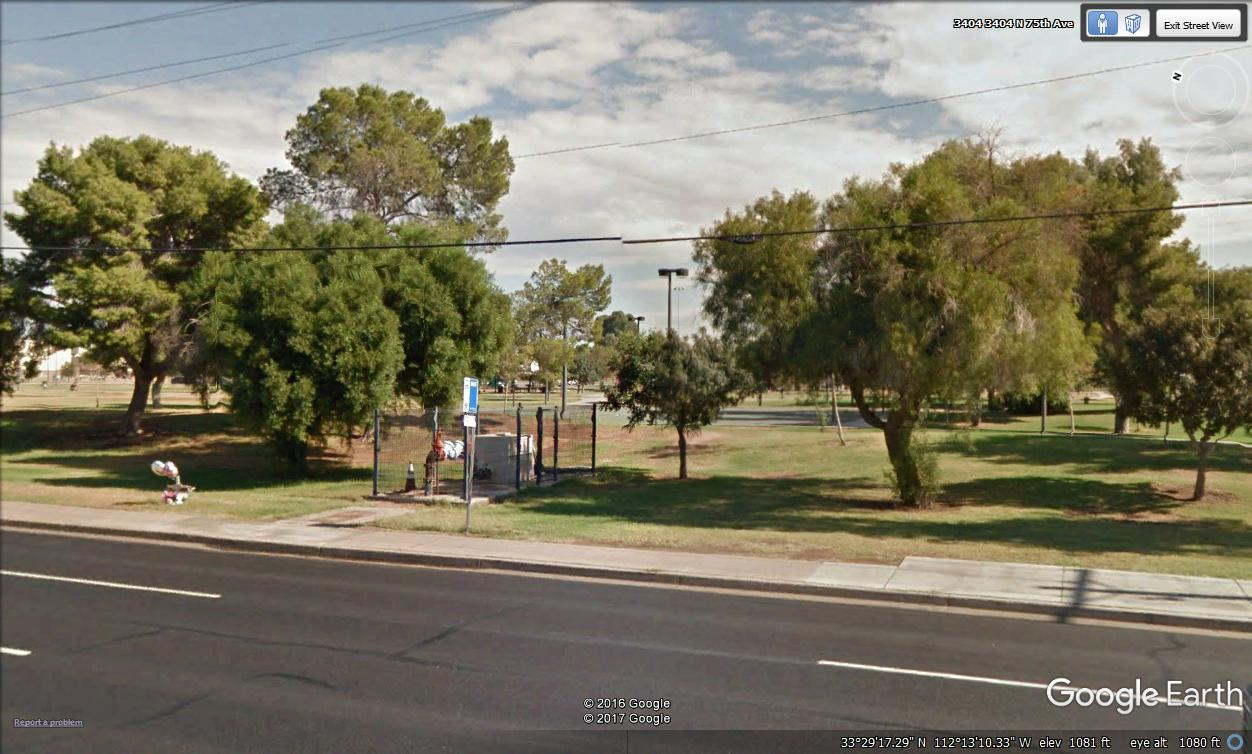 3404 3404 N 75th Ave
Exit Street View
N
© 2016 Google
© 2017 Google
Google Earth
Report a problem
33°29'17.29" N 112°13'10.33" W elev 1081 ft eye alt 1080 ft